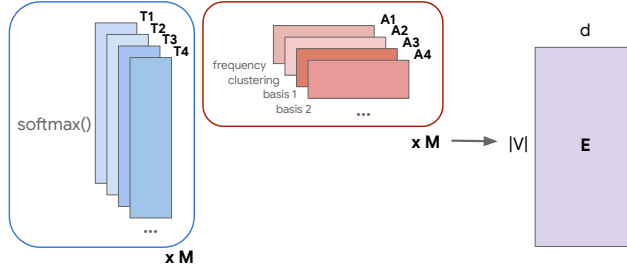 T1
T2
T3
T4
softmax()
...
x M
A1
A2
A3
A4
frequency
clustering
basis 1
basis 2
...
x M
d
|V|
E